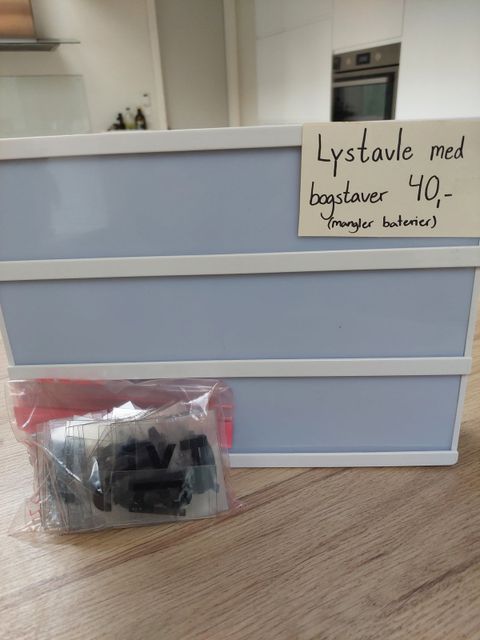 Lystavle med
bogstaver 40,-
(mangler baterier)